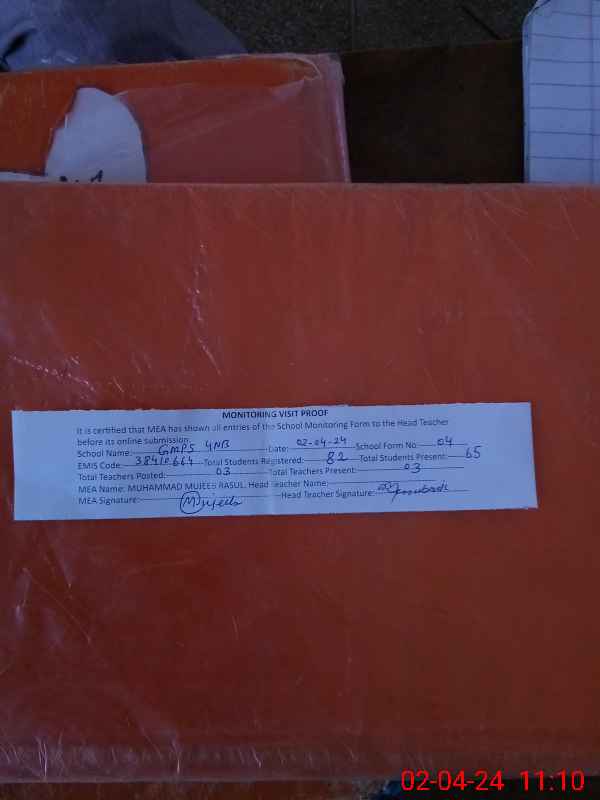 MONITORING VISIT PROOF
It is certified that MEA has shown all entries of the School Monitoring Form to the Head Teacher
before its online submission.
School Name: GMPS 4NB Date: 02-04-24 School Form No: 04
EMIS Code: 38410664 Total Students Registered: 82 Total Students Present: 65
Total Teachers Posted: 03 Total Teachers Present: 03
MEA Name: MUHAMMAD MUJEEB RASUL. Head Teacher Name:
MEA Signature: Mujeeb Head Teacher Signature:
02-04-24 11:10